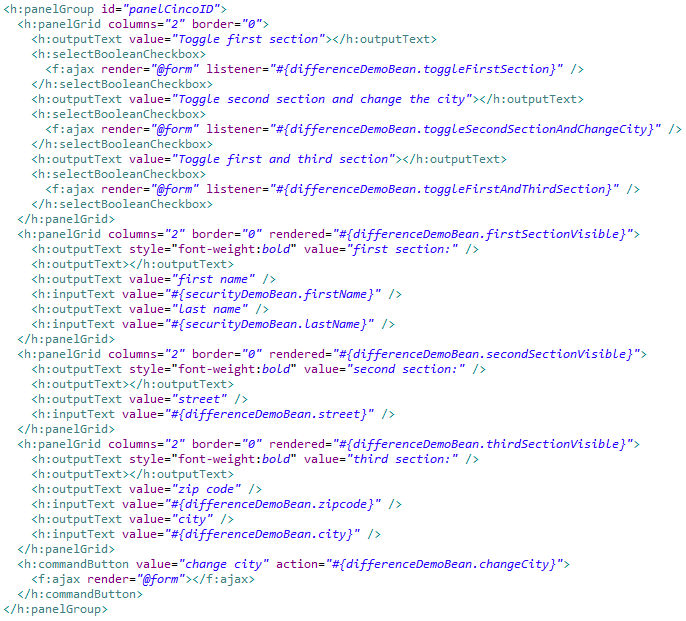 <h:panelGroup id="panelCincoID">
  <h:panelGrid columns="2" border="0">
    <h:outputText value="Toggle first section"></h:outputText>
    <h:selectBooleanCheckbox>
      <f:ajax render="@form" listener="#{differenceDemoBean.toggleFirstSection}" />
    </h:selectBooleanCheckbox>
    <h:outputText value="Toggle second section and change the city"></h:outputText>
    <h:selectBooleanCheckbox>
      <f:ajax render="@form" listener="#{differenceDemoBean.toggleSecondSectionAndChangeCity}" />
    </h:selectBooleanCheckbox>
    <h:outputText value="Toggle first and third section"></h:outputText>
    <h:selectBooleanCheckbox>
      <f:ajax render="@form" listener="#{differenceDemoBean.toggleFirstAndThirdSection}" />
    </h:selectBooleanCheckbox>
  </h:panelGrid>
  <h:panelGrid columns="2" border="0" rendered="#{differenceDemoBean.firstSectionVisible}">
    <h:outputText style="font-weight:bold" value="first section:" />
    <h:outputText></h:outputText>
    <h:outputText value="first name" />
    <h:inputText value="#{securityDemoBean.firstName}" />
    <h:outputText value="last name" />
    <h:inputText value="#{securityDemoBean.lastName}" />
  </h:panelGrid>
  <h:panelGrid columns="2" border="0" rendered="#{differenceDemoBean.secondSectionVisible}">
    <h:outputText style="font-weight:bold" value="second section:" />
    <h:outputText></h:outputText>
    <h:outputText value="street" />
    <h:inputText value="#{differenceDemoBean.street}" />
  </h:panelGrid>
  <h:panelGrid columns="2" border="0" rendered="#{differenceDemoBean.thirdSectionVisible}">
    <h:outputText style="font-weight:bold" value="third section:" />
    <h:outputText></h:outputText>
    <h:outputText value="zip code" />
    <h:inputText value="#{differenceDemoBean.zipcode}" />
    <h:outputText value="city" />
    <h:inputText value="#{differenceDemoBean.city}" />
  </h:panelGrid>
  <h:commandButton value="change city" action="#{differenceDemoBean.changeCity}">
    <f:ajax render="@form"></f:ajax>
  </h:commandButton>
</h:panelGroup>